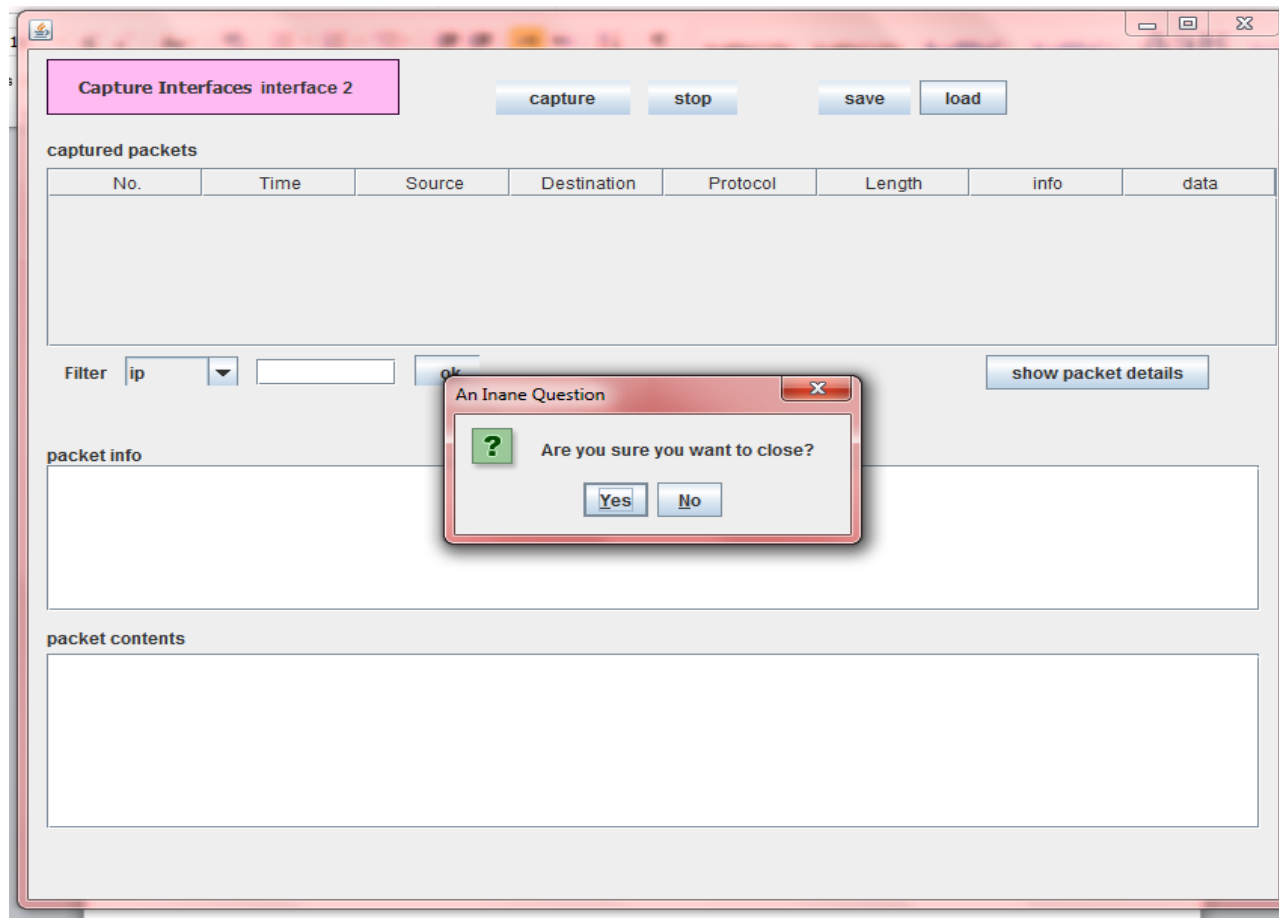 Capture Interfaces interface 2
capture stop save load
captured packets
No. Time Source Destination Protocol Length info data
Filter ip ok show packet details
An Inane Question
Are you sure you want to close?
Yes No
packet info
packet contents